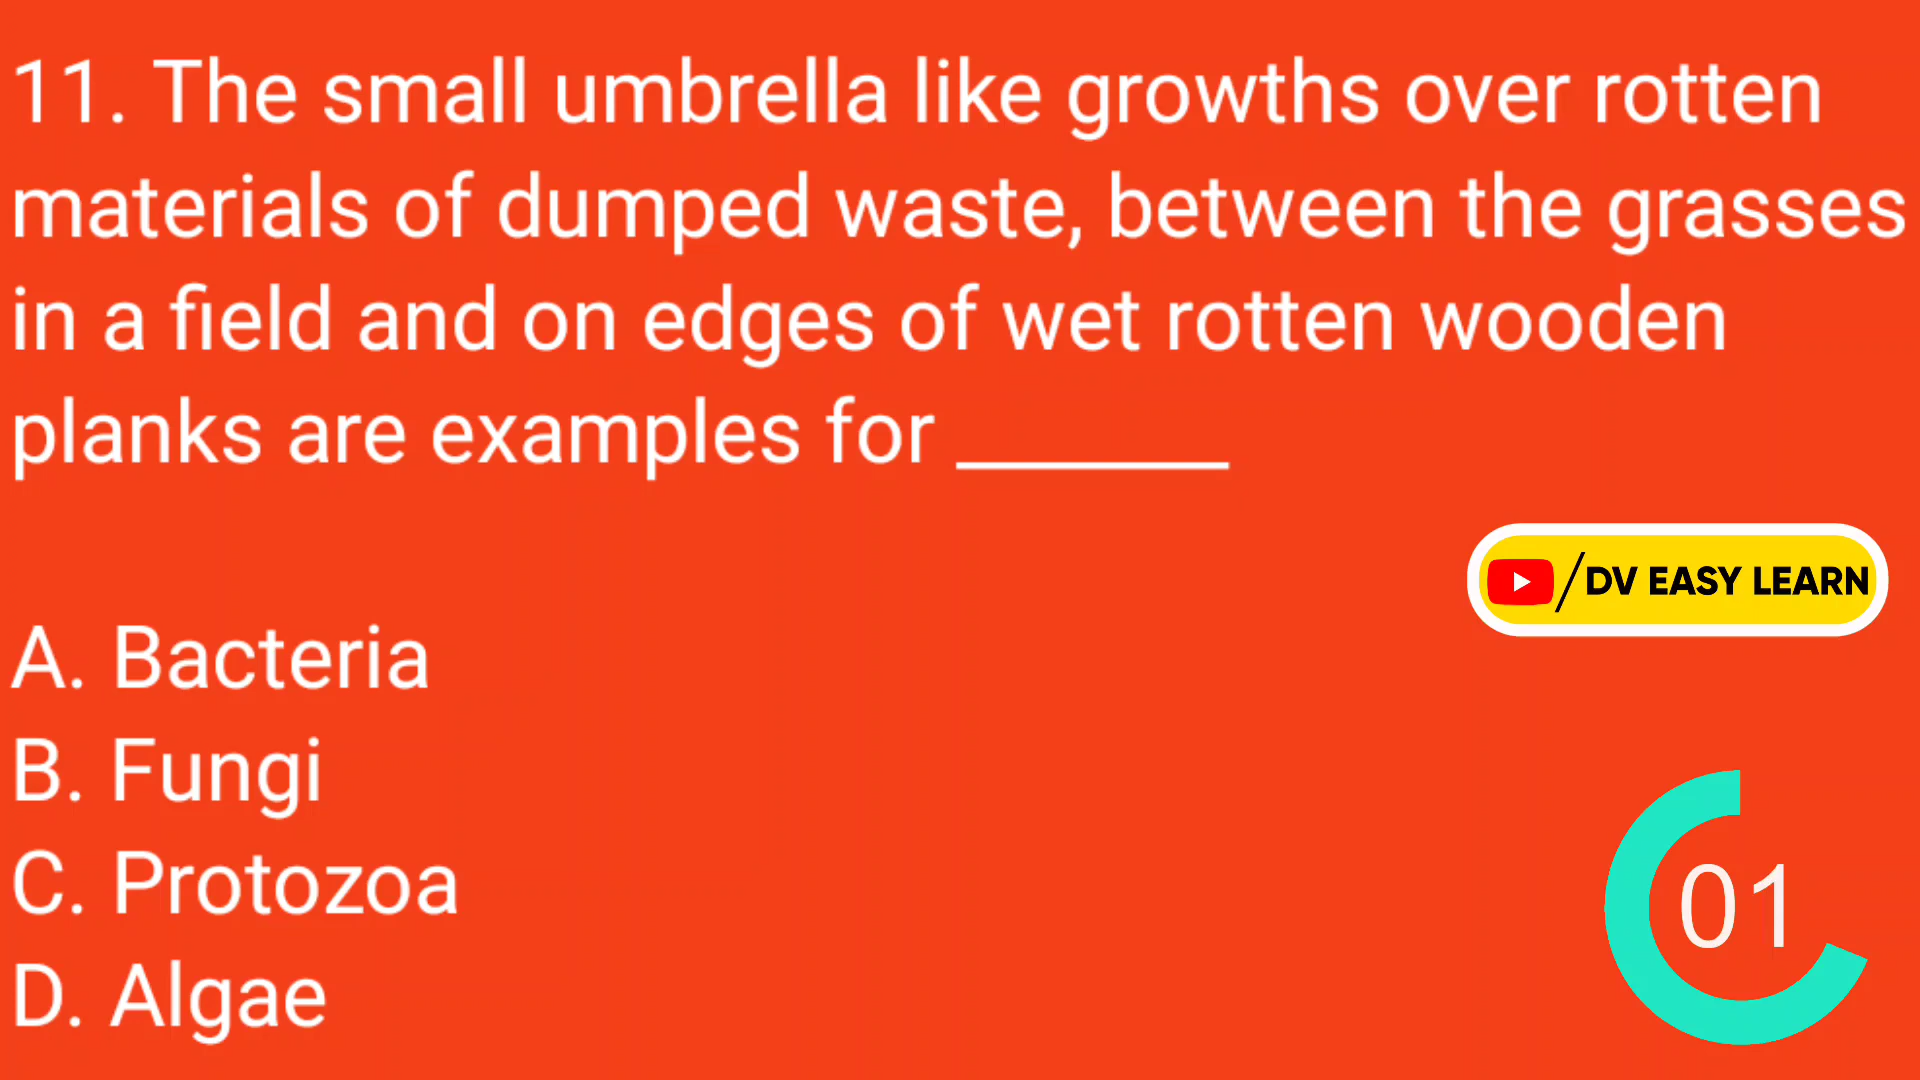 11. The small umbrella like growths over rotten
materials of dumped waste, between the grasses
in a field and on edges of wet rotten wooden
planks are examples for ________
/DV EASY LEARN
A. Bacteria
B. Fungi
C. Protozoa
D. Algae
01